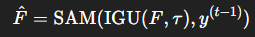 F̂ = SAM(IGU(F, τ), y^{(t−1)})